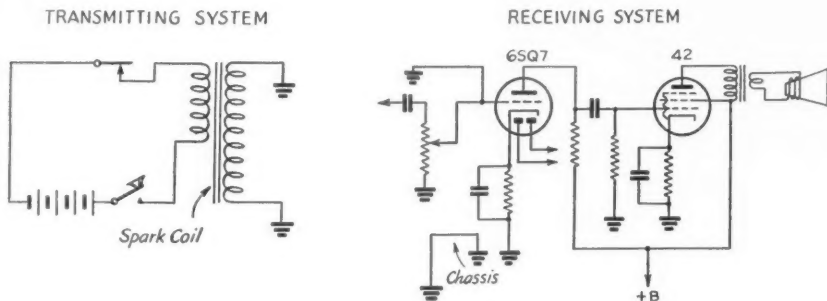 TRANSMITTING SYSTEM
RECEIVING SYSTEM
6SQ7
42
Spark Coil
Chassis
+B